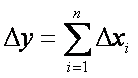 Δy = ∑_{i=1}^{n} Δx_i